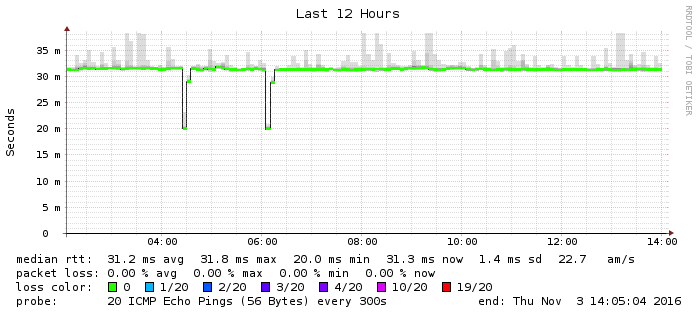 Last 12 Hours
RRDTOOL / TOBI OETIKER
Seconds
35 m
30 m
25 m
20 m
15 m
10 m
5 m
0
04:00 06:00 08:00 10:00 12:00 14:00
median rtt: 31.2 ms avg 31.8 ms max 20.0 ms min 31.3 ms now 1.4 ms sd 22.7 am/s
packet loss: 0.00 % avg 0.00 % max 0.00 % min 0.00 % now
loss color: 0 1/20 2/20 3/20 4/20 10/20 19/20
probe: 20 ICMP Echo Pings (56 Bytes) every 300s end: Thu Nov 3 14:05:04 2016